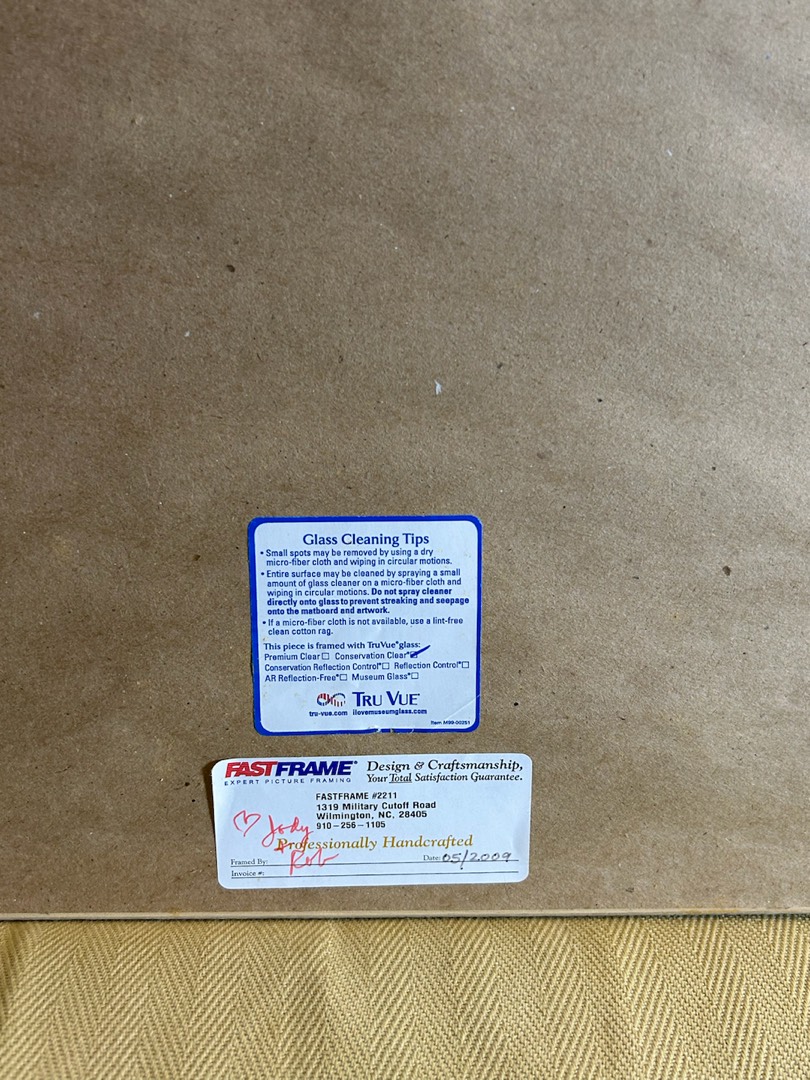 Glass Cleaning Tips
• Small spots may be removed by using a dry
micro-fiber cloth and wiping in circular motions.
• Entire surface may be cleaned by spraying a small
amount of glass cleaner on a micro-fiber cloth and
wiping in circular motions. Do not spray cleaner
directly onto glass to prevent streaking and seepage
onto the matboard and artwork.
• If a micro-fiber cloth is not available, use a lint-free
clean cotton rag.
This piece is framed with TruVue® glass:
Premium Clear☐ Conservation Clear®☑
Conservation Reflection Control®☐ Reflection Control®☐
AR Reflection-Free®☐ Museum Glass®☐
TRU VUE®
tru-vue.com ilovemuseumglass.com
Item M99-00251
FASTFRAME® Design & Craftsmanship,
EXPERT PICTURE FRAMING Your Total Satisfaction Guarantee.
FASTFRAME #2211
1319 Military Cutoff Road
Wilmington, NC, 28405
910-256-1105
♡ Jody
Professionally Handcrafted
+ Rob
Framed By: Date: 05/2009
Invoice #: